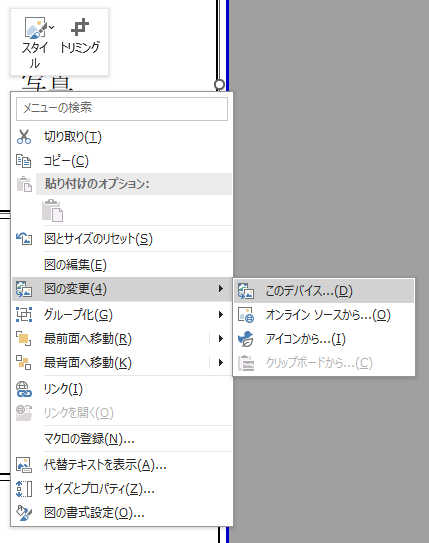 スタイ
ル
トリミング
写真
メニューの検索
切り取り(T)
コピー(C)
貼り付けのオプション:
図とサイズのリセット(S)
図の編集(E)
図の変更(4)
グループ化(G)
最前面へ移動(R)
最背面へ移動(K)
リンク(I)
リンクを開く(O)
マクロの登録(N)...
代替テキストを表示(A)...
サイズとプロパティ(Z)...
図の書式設定(O)...
このデバイス...(D)
オンライン ソースから...(O)
アイコンから...(I)
クリップボードから...(C)